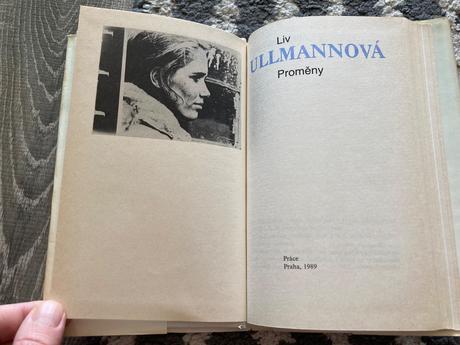 Liv
ULLMANNOVÁ
Proměny
Práce
Praha, 1989